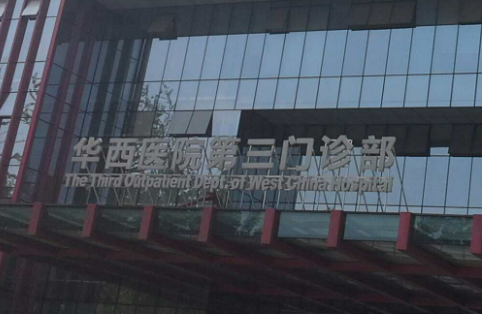 华西医院第三门诊部
The Third Outpatient Dept. of West China Hospital